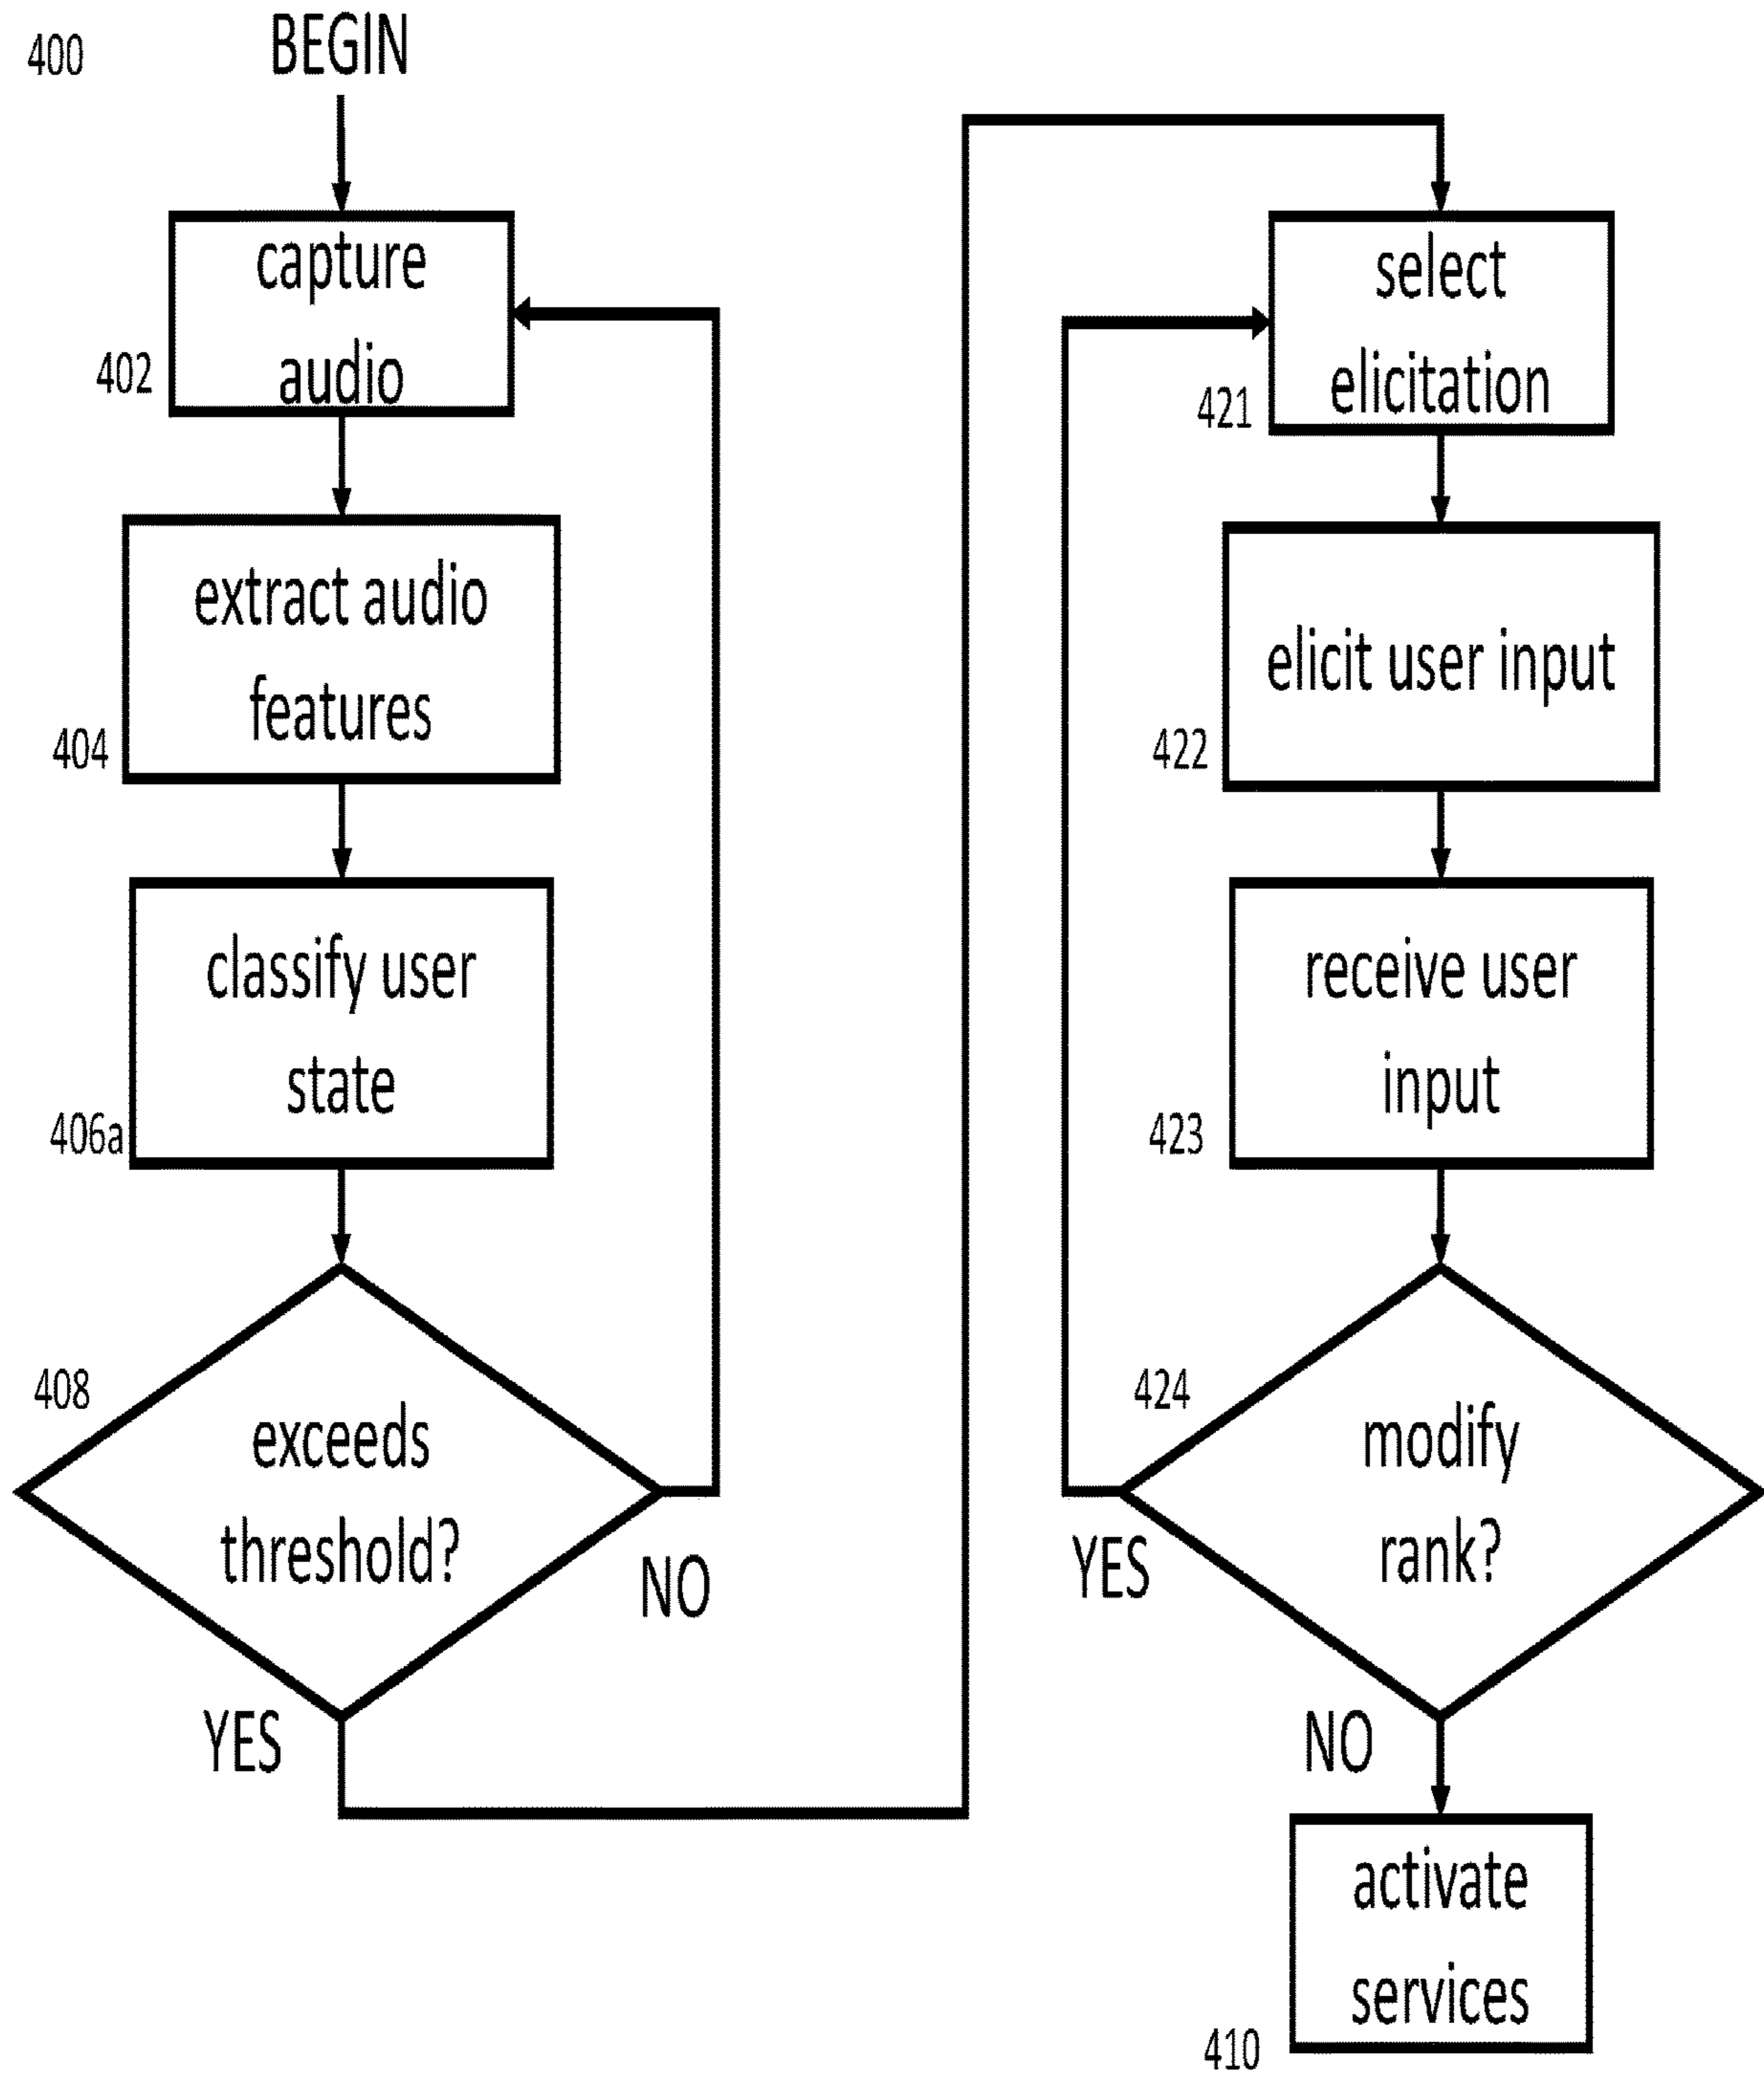 400
BEGIN
capture
audio
402
extract audio
features
404
classify user
state
406a
408
exceeds
threshold?
NO
YES
select
elicitation
421
elicit user input
422
receive user
input
423
424
modify
rank?
YES
NO
activate
services
410